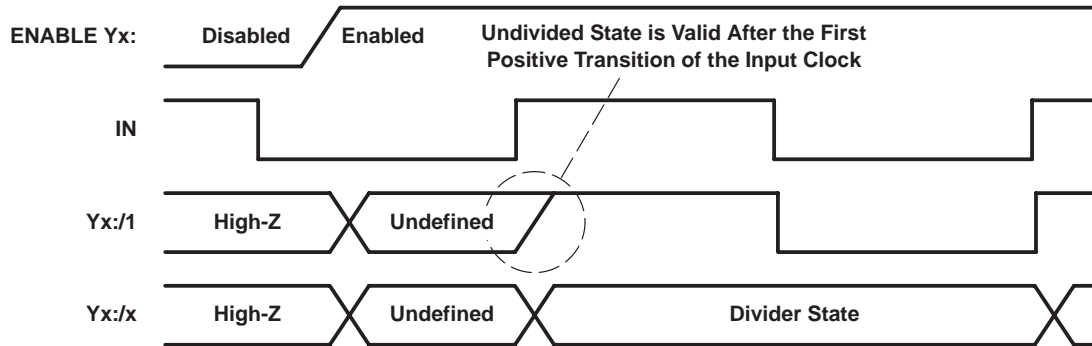 ENABLE Yx: Disabled Enabled Undivided State is Valid After the First
Positive Transition of the Input Clock
IN
Yx:/1 High-Z Undefined
Yx:/x High-Z Undefined Divider State